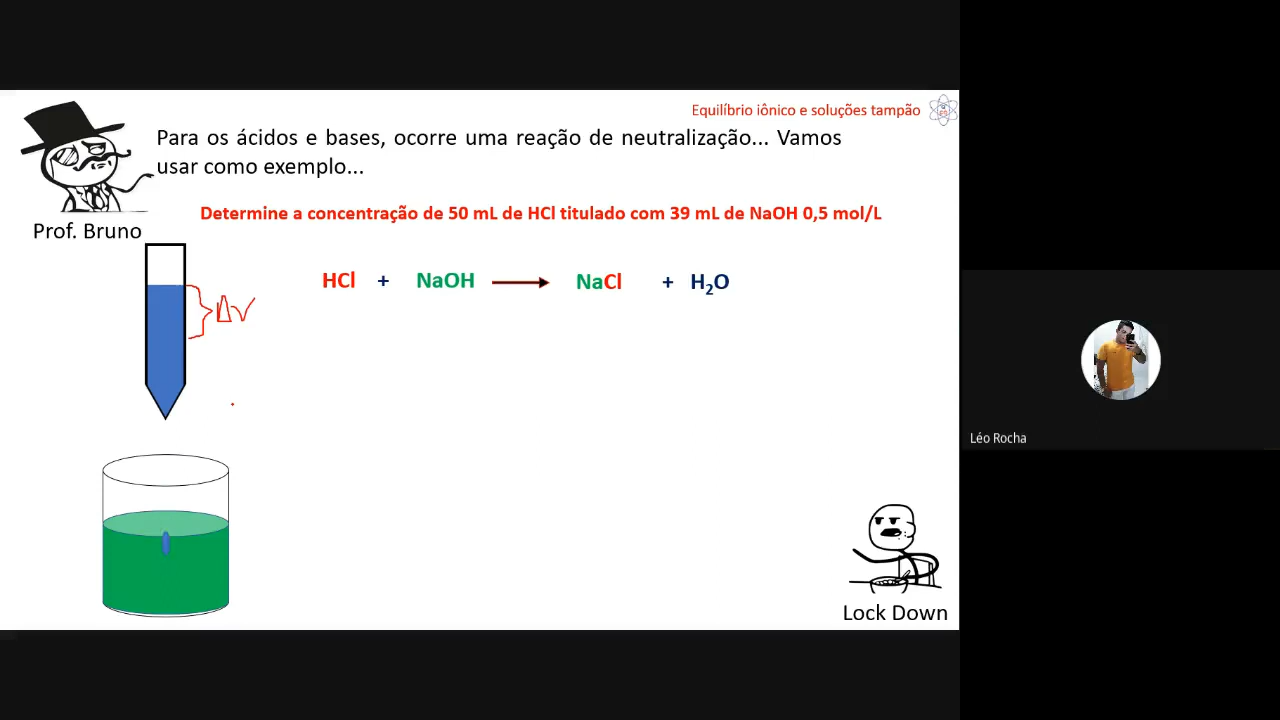 Equilíbrio iônico e soluções tampão
Para os ácidos e bases, ocorre uma reação de neutralização... Vamos
usar como exemplo...
Determine a concentração de 50 mL de HCl titulado com 39 mL de NaOH 0,5 mol/L
Prof. Bruno
HCl + NaOH → NaCl + H₂O
ΔV
Léo Rocha
Lock Down